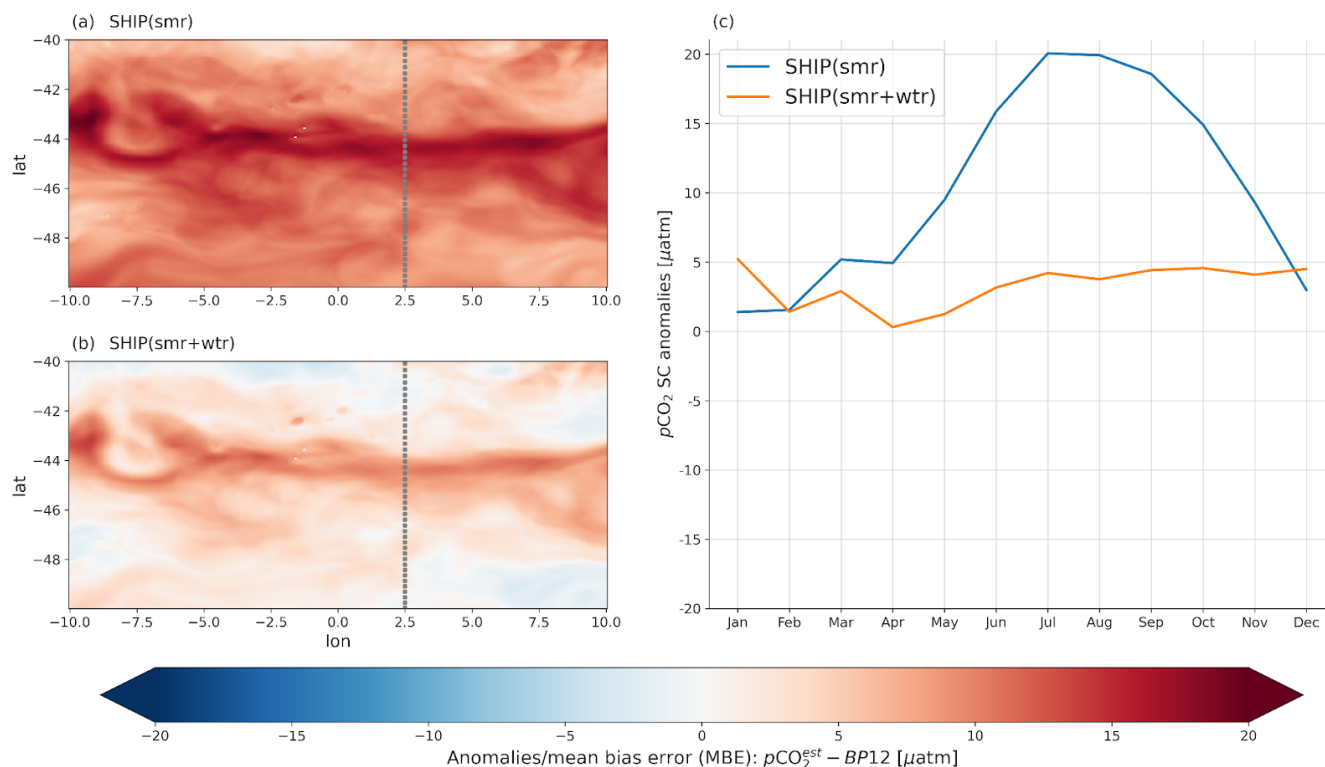 (a) SHIP(smr)
−40
−42
−44
−46
−48
lat
−10.0 −7.5 −5.0 −2.5 0.0 2.5 5.0 7.5 10.0
(b) SHIP(smr+wtr)
−40
−42
−44
−46
−48
lat
−10.0 −7.5 −5.0 −2.5 0.0 2.5 5.0 7.5 10.0
lon
(c)
SHIP(smr)
SHIP(smr+wtr)
20
15
10
5
0
-5
-10
-15
-20
pCO₂ SC anomalies [μatm]
Jan Feb Mar Apr May Jun Jul Aug Sep Oct Nov Dec
−20 −15 −10 −5 0 5 10 15 20
Anomalies/mean bias error (MBE): pCO₂ᵉˢᵗ − BP12 [μatm]